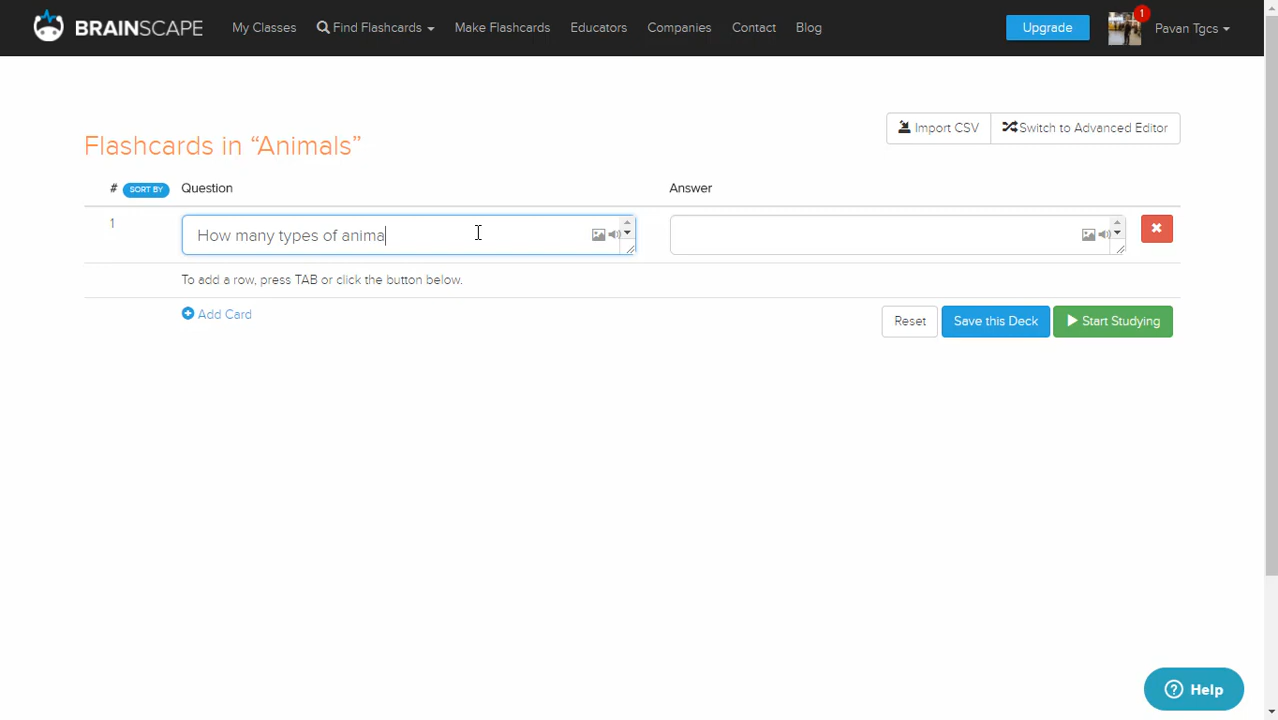 BRAINSCAPE My Classes Find Flashcards Make Flashcards Educators Companies Contact Blog Upgrade 1 Pavan Tgcs
Import CSV Switch to Advanced Editor
Flashcards in “Animals”
# SORT BY Question Answer
1 How many types of anima
To add a row, press TAB or click the button below.
Add Card Reset Save this Deck Start Studying
? Help